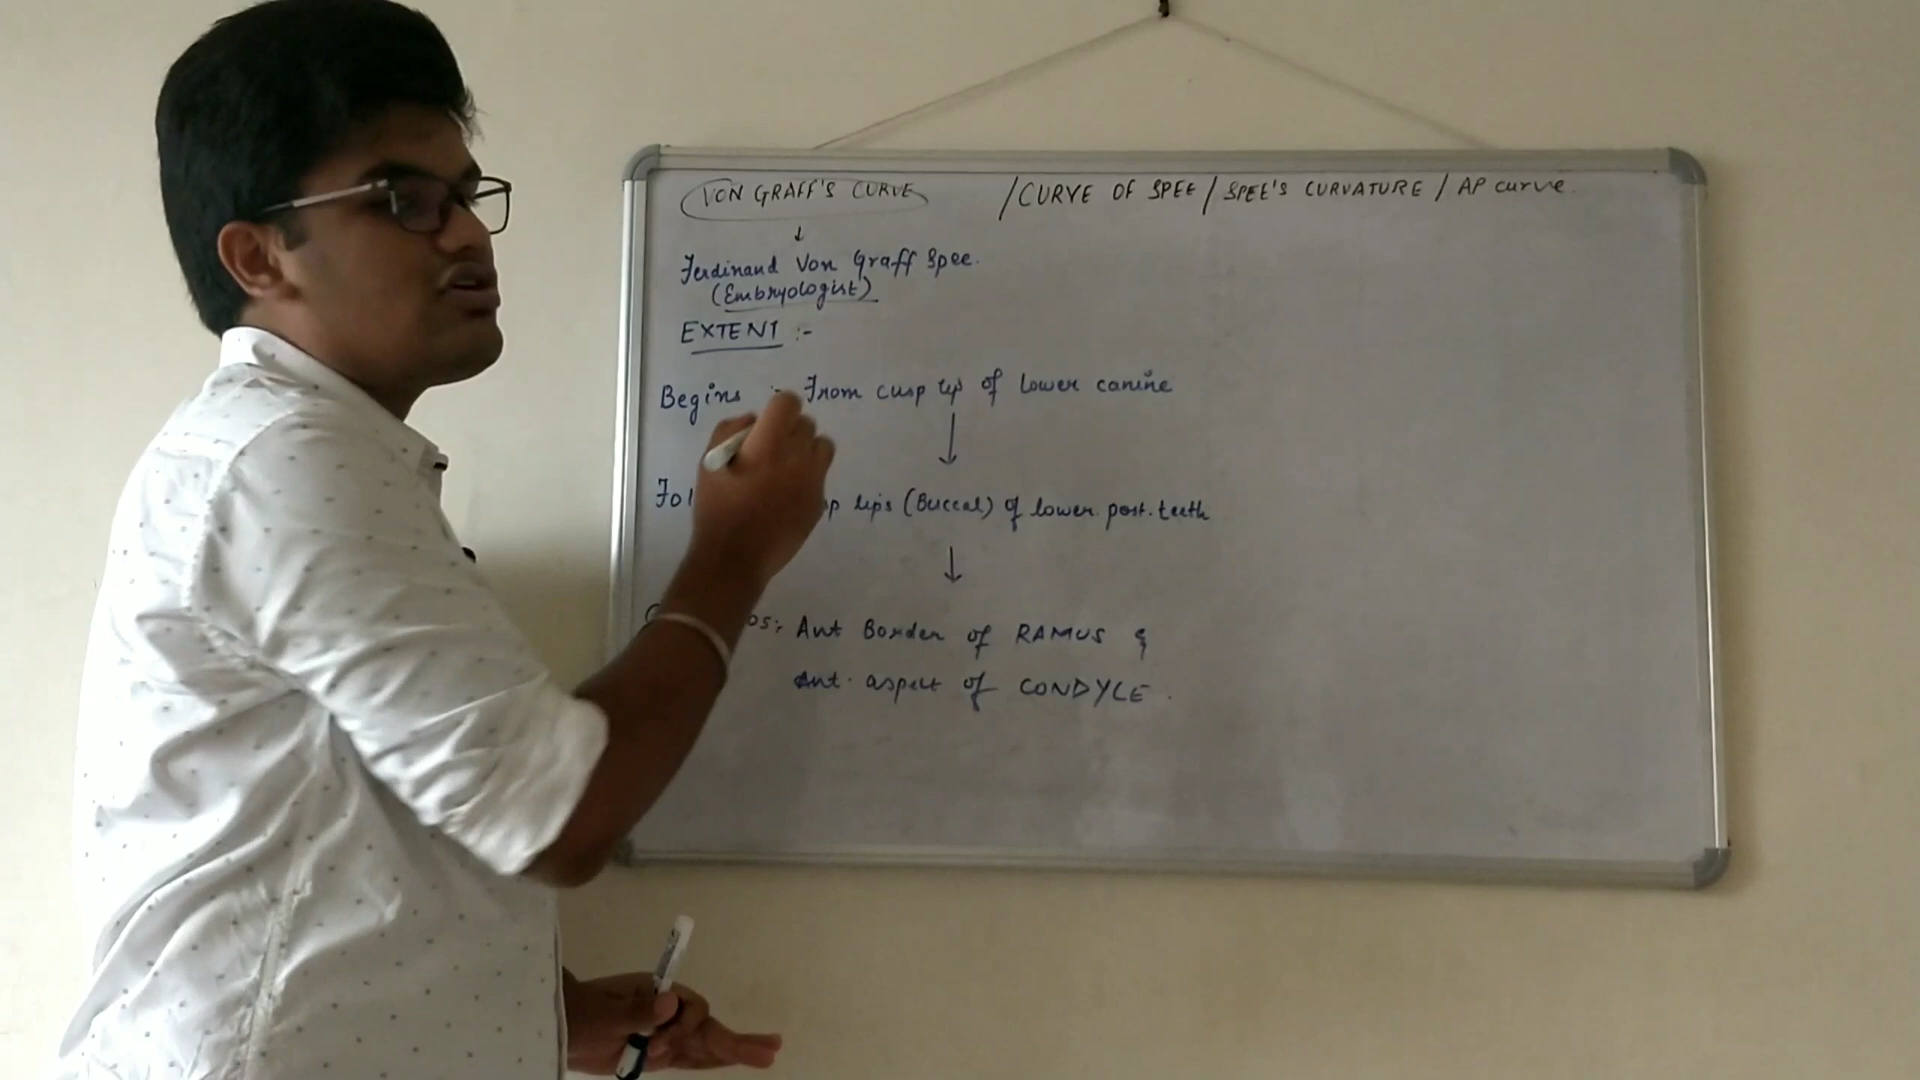 VON GRAFF'S CURVE /CURVE OF SPEE/SPEE'S CURVATURE / AP curve.
↓
Ferdinand Von Graff Spee.
(Embryologist)
EXTENT :-
Begins :- From cusp tip of lower canine
↓
tips (Buccal) of lower post. teeth
↓
Ant Border of RAMUS &
Ant. aspect of CONDYLE.